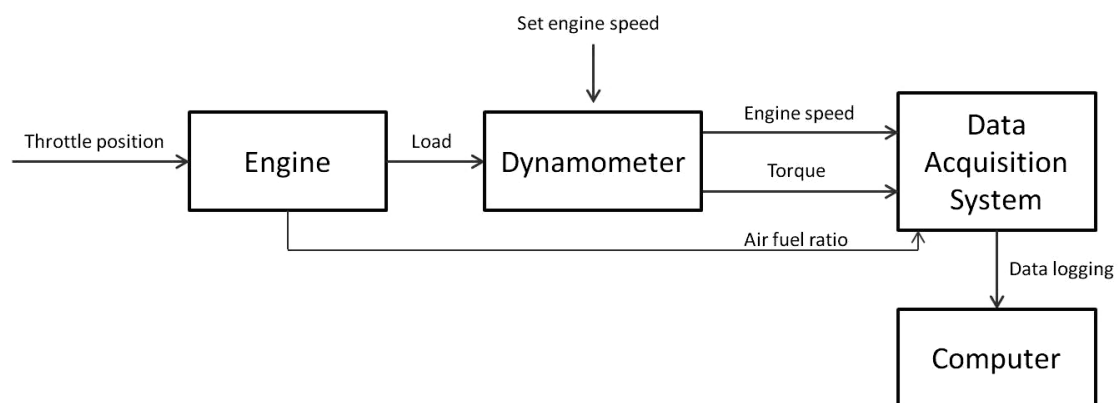 Set engine speed
Throttle position
Engine
Load
Dynamometer
Engine speed
Torque
Air fuel ratio
Data
Acquisition
System
Data logging
Computer